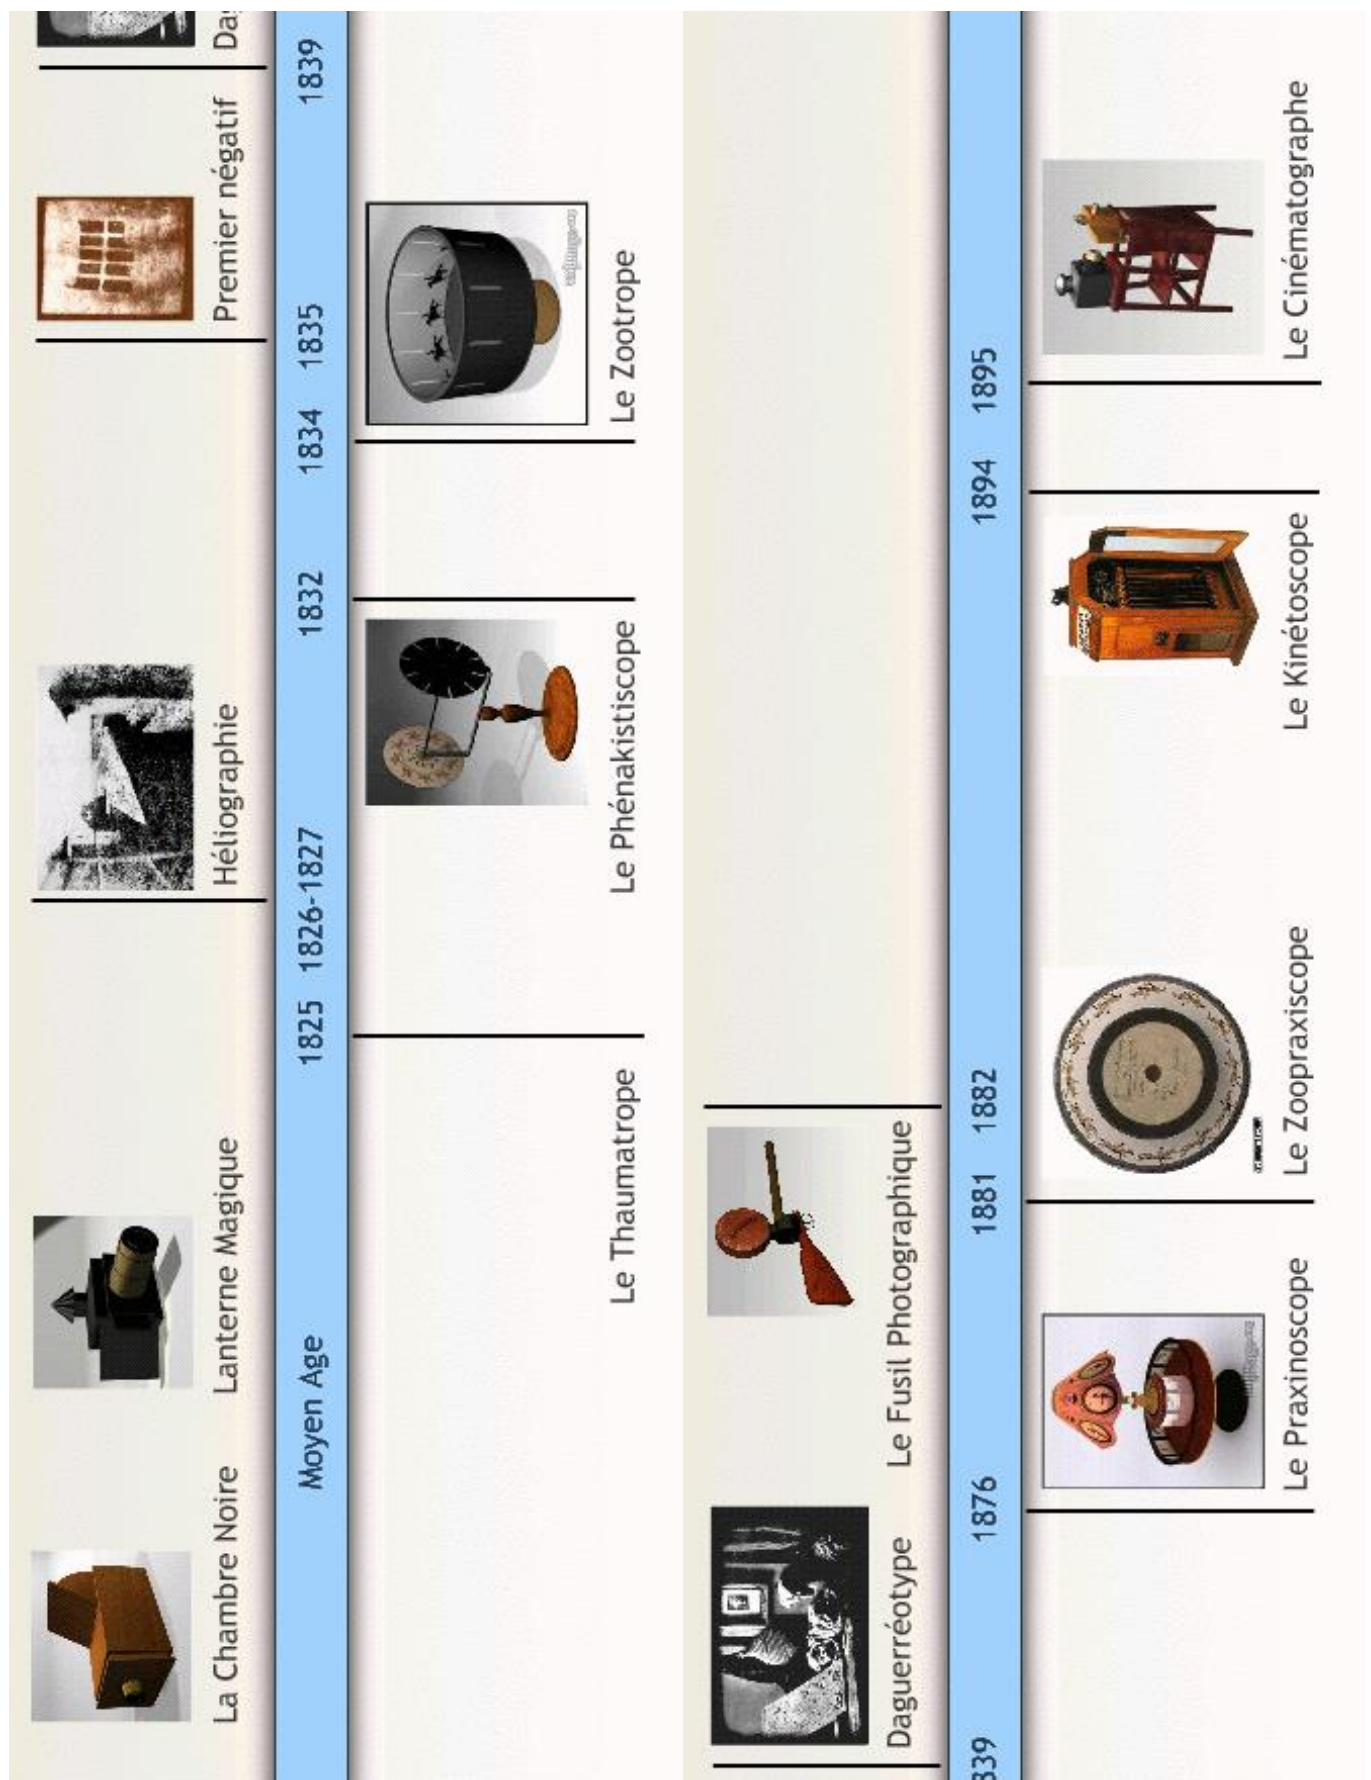 La Chambre Noire
Lanterne Magique
Héliographie
Premier négatif
Da
Moyen Age
1825
1826-1827
1832
1834
1835
1839
Le Thaumatrope
Le Phénakistiscope
Le Zootrope
Daguerréotype
Le Fusil Photographique
839
1876
1881
1882
1894
1895
Le Praxinoscope
Le Zoopraxiscope
Le Kinétoscope
Le Cinématographe